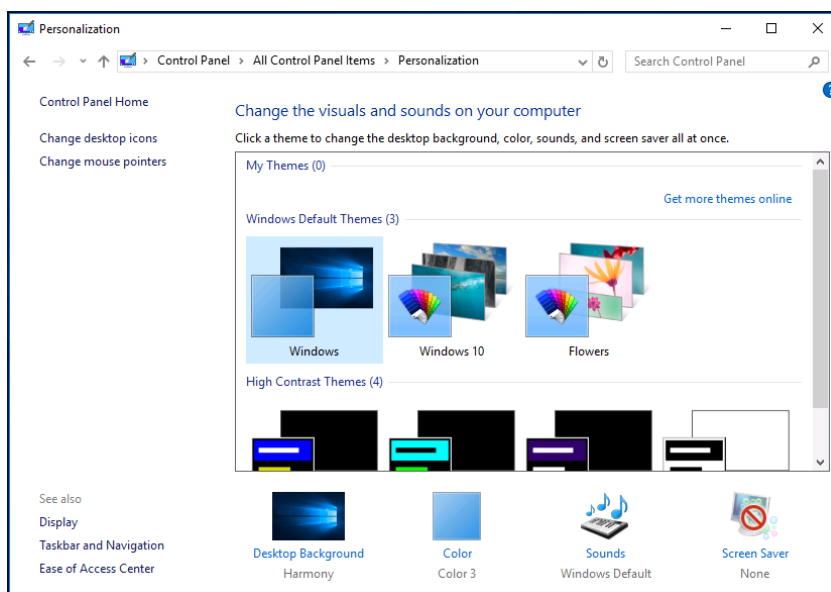 Personalization
Control Panel > All Control Panel Items > Personalization
Search Control Panel
Control Panel Home
Change desktop icons
Change mouse pointers
Change the visuals and sounds on your computer
Click a theme to change the desktop background, color, sounds, and screen saver all at once.
My Themes (0)
Get more themes online
Windows Default Themes (3)
Windows
Windows 10
Flowers
High Contrast Themes (4)
See also
Display
Taskbar and Navigation
Ease of Access Center
Desktop Background
Harmony
Color
Color 3
Sounds
Windows Default
Screen Saver
None